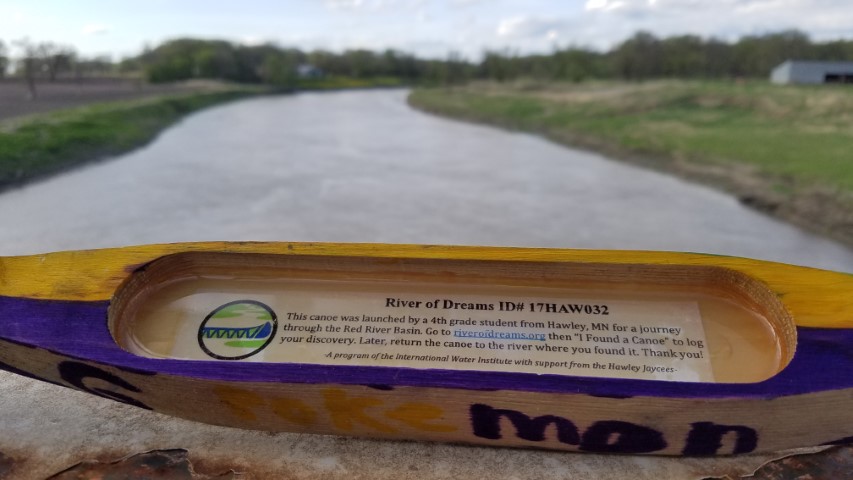 River of Dreams ID# 17HAW032
This canoe was launched by a 4th grade student from Hawley, MN for a journey
through the Red River Basin. Go to riverofdreams.org then "I Found a Canoe" to log
your discovery. Later, return the canoe to the river where you found it. Thank you!
-A program of the International Water Institute with support from the Hawley Jaycees-